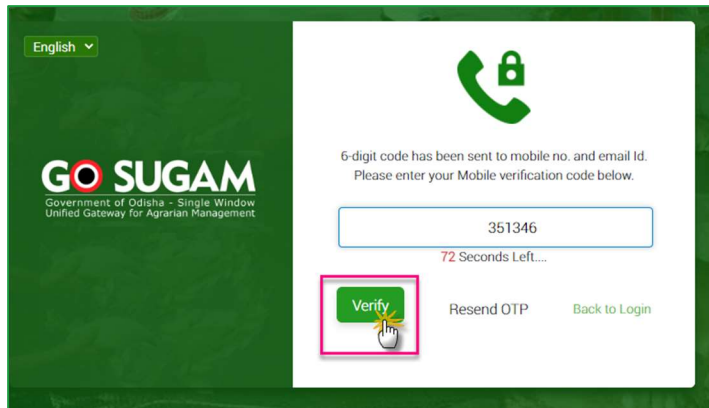 English
GO SUGAM
Government of Odisha - Single Window
Unified Gateway for Agrarian Management
6-digit code has been sent to mobile no. and email Id.
Please enter your Mobile verification code below.
351346
72 Seconds Left....
Verify
Resend OTP
Back to Login